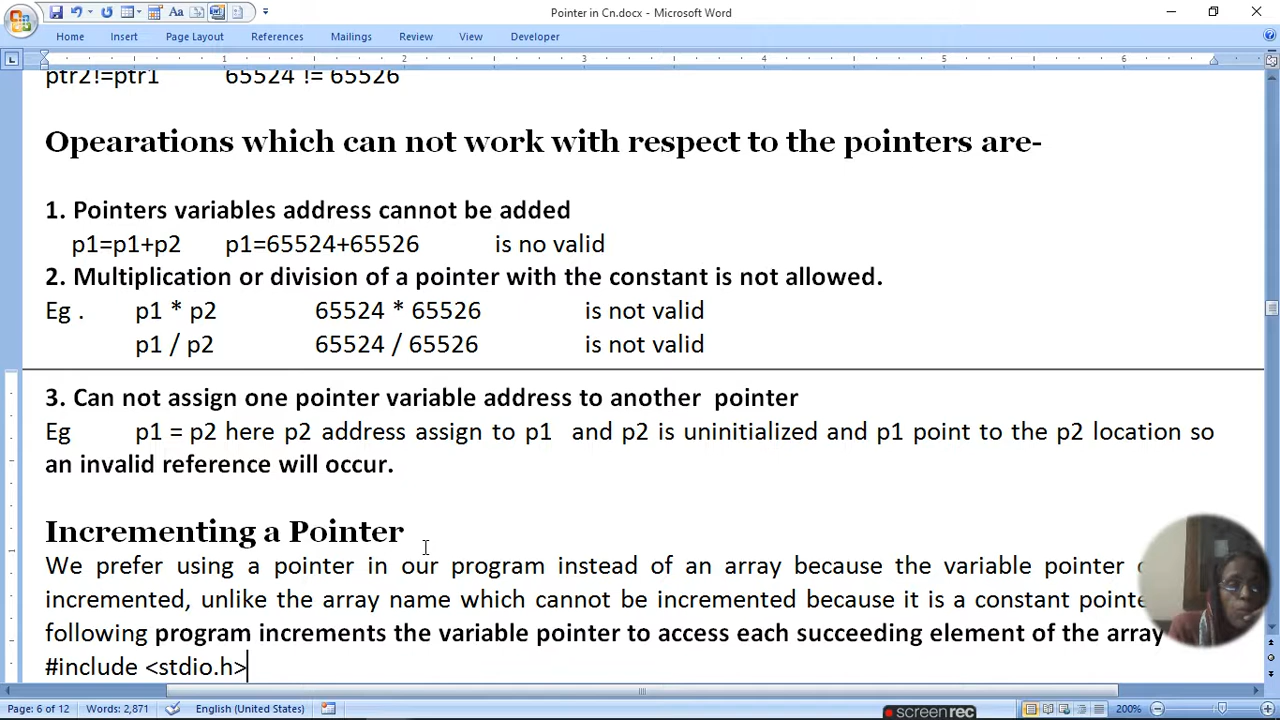 Pointer in Cn.docx - Microsoft Word
Home Insert Page Layout References Mailings Review View Developer
1 2 3 4 5 6
ptr2!=ptr1 65524 != 65526
Opearations which can not work with respect to the pointers are-
1. Pointers variables address cannot be added
p1=p1+p2 p1=65524+65526 is no valid
2. Multiplication or division of a pointer with the constant is not allowed.
Eg . p1 * p2 65524 * 65526 is not valid
p1 / p2 65524 / 65526 is not valid
3. Can not assign one pointer variable address to another pointer
Eg p1 = p2 here p2 address assign to p1 and p2 is uninitialized and p1 point to the p2 location so
an invalid reference will occur.
Incrementing a Pointer
We prefer using a pointer in our program instead of an array because the variable pointer
incremented, unlike the array name which cannot be incremented because it is a constant
following program increments the variable pointer to access each succeeding element of the array
#include <stdio.h>
Page: 6 of 12 Words: 2,871 English (United States) 200%
screenrec